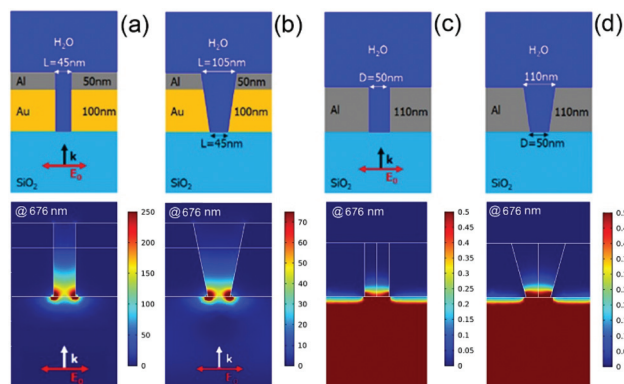 (a)
H₂O
L=45nm
Al
50nm
Au
100nm
k
E₀
SiO₂
(b)
H₂O
L=105nm
Al
50nm
Au
100nm
L=45nm
k
E₀
SiO₂
(c)
H₂O
D=50nm
Al
110nm
k
E₀
SiO₂
(d)
H₂O
110nm
Al
110nm
D=50nm
SiO₂
@ 676 nm
250
200
150
100
50
0
k
E₀
@ 676 nm
70
60
50
40
30
20
10
0
k
E₀
@676 nm
0.5
0.45
0.4
0.35
0.3
0.25
0.2
0.15
0.1
0.05
0
@676 nm